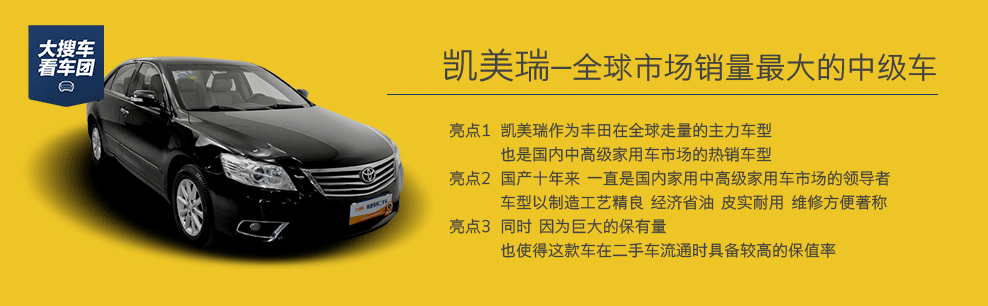 大搜车
看车团
凯美瑞–全球市场销量最大的中级车
亮点1 凯美瑞作为丰田在全球走量的主力车型
也是国内中高级家用车市场的热销车型
亮点2 国产十年来 一直是国内家用中高级家用车市场的领导者
车型以制造工艺精良 经济省油 皮实耐用 维修方便著称
亮点3 同时 因为巨大的保有量
也使得这款车在二手车流通时具备较高的保值率